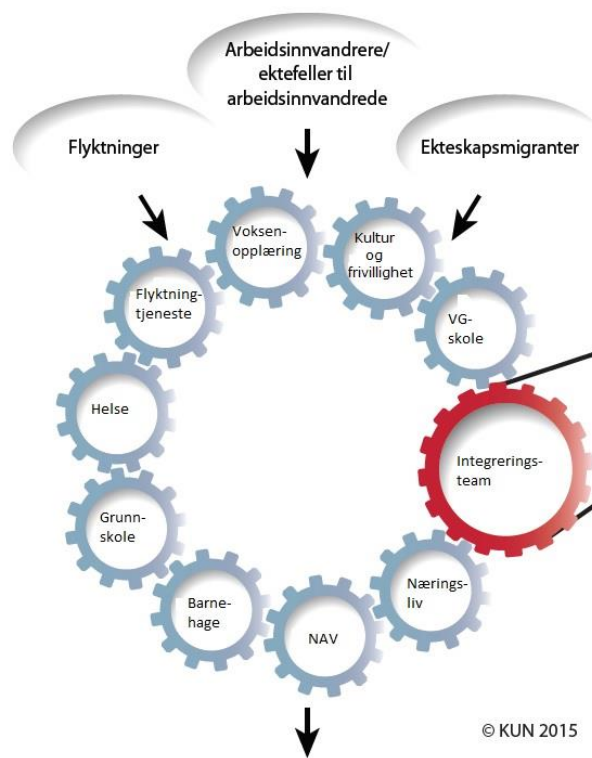 Arbeidsinnvandrere/
ektefeller til
arbeidsinnvandrede
Flyktninger
Ekteskapsmigranter
Voksen-
opplæring
Kultur
og
frivillighet
Flyktning-
tjeneste
VG-
skole
Helse
Integrerings-
team
Grunn-
skole
Nærings-
liv
Barne-
hage
NAV
© KUN 2015